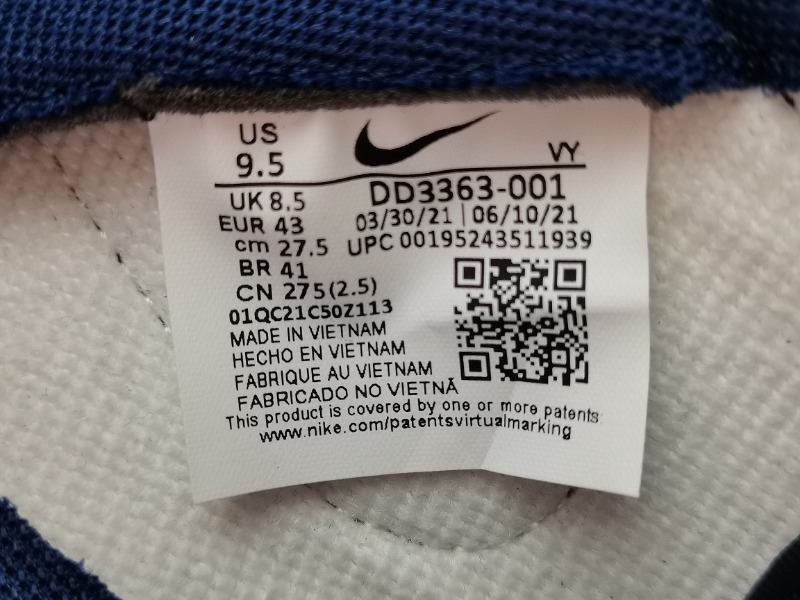 US
9.5
VY
UK 8.5
EUR 43
cm 27.5
BR 41
CN 275(2.5)
DD3363-001
03/30/21 | 06/10/21
UPC 00195243511939
01QC21C50Z113
MADE IN VIETNAM
HECHO EN VIETNAM
FABRIQUE AU VIETNAM
FABRICADO NO VIETNÃ
This product is covered by one or more patents
www.nike.com/patentsvirtualmarking